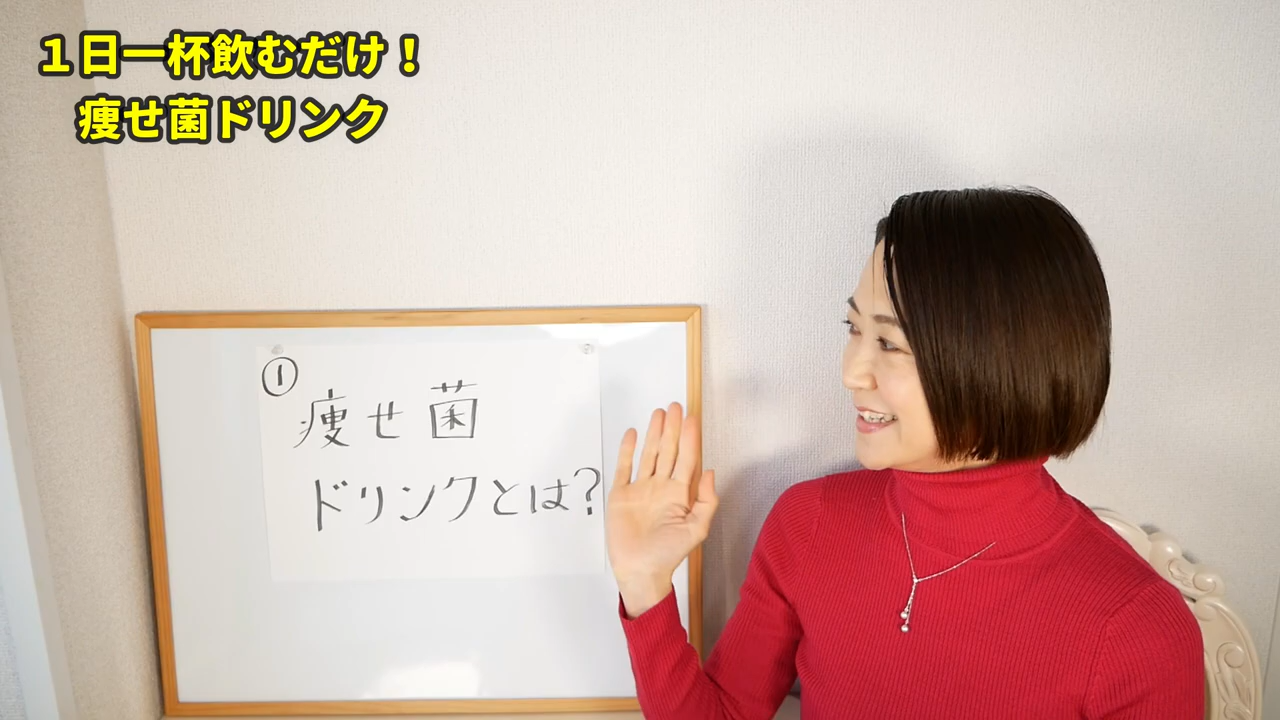 １日一杯飲むだけ！
痩せ菌ドリンク
①
痩せ菌
ドリンクとは?